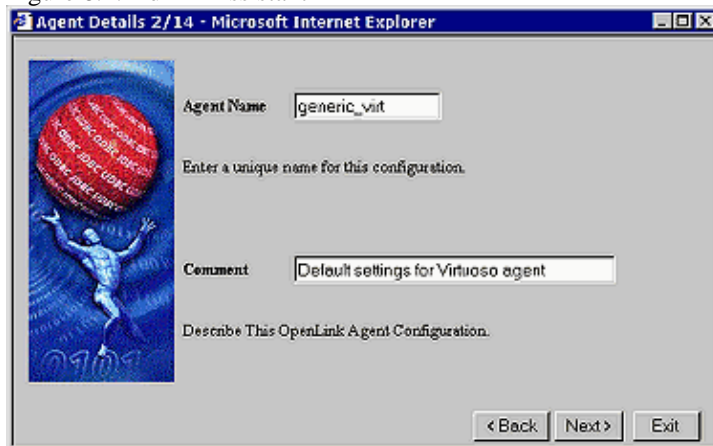 Agent Details 2/14 - Microsoft Internet Explorer
Agent Name generic_virt
Enter a unique name for this configuration.
Comment Default settings for Virtuoso agent
Describe This OpenLink Agent Configuration.
<Back Next> Exit